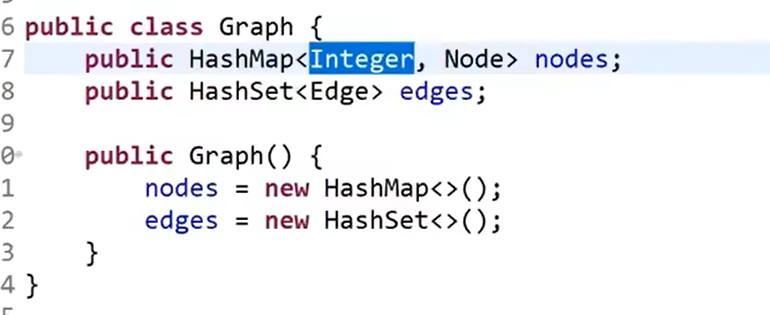 6 public class Graph {
7     public HashMap<Integer, Node> nodes;
8     public HashSet<Edge> edges;
9
0     public Graph() {
1         nodes = new HashMap<>();
2         edges = new HashSet<>();
3     }
4 }